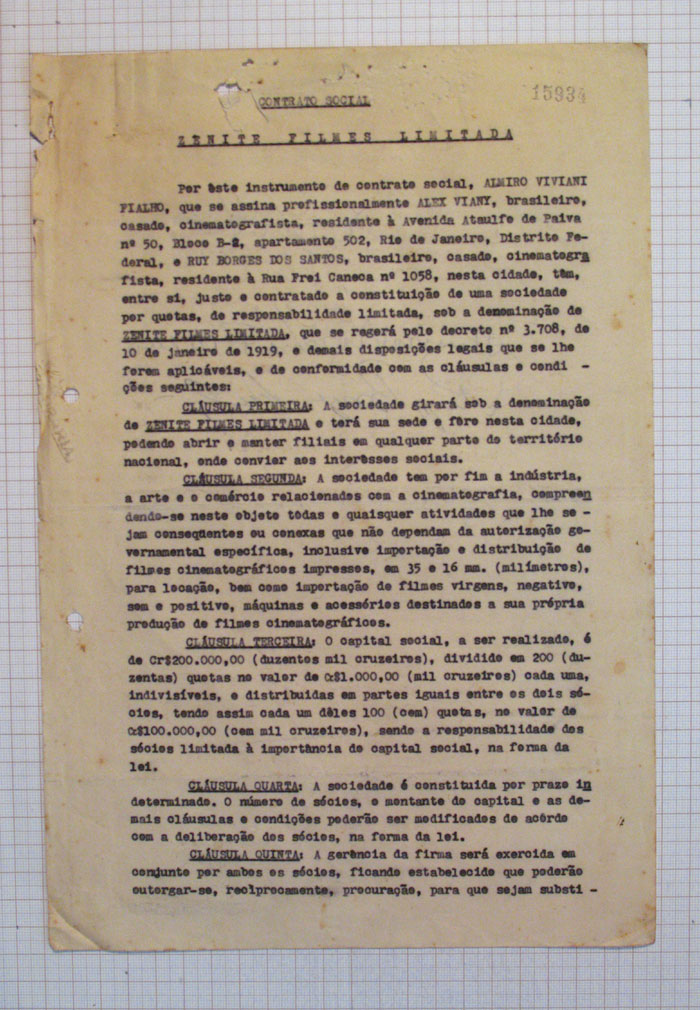 15934
CONTRATO SOCIAL
ZENITE FILMES LIMITADA
Por êste instrumento de contrato social, ALMIRO VIVIANI
FIALHO, que se assina profissionalmente ALEX VIANY, brasileiro,
casado, cinematografista, residente à Avenida Ataulfo de Paiva
nº 50, Bloco B-2, apartamento 502, Rio de Janeiro, Distrito Fe-
deral, e RUY BORGES DOS SANTOS, brasileiro, casado, cinematogra
fista, residente à Rua Frei Caneca nº 1058, nesta cidade, têm,
entre si, justo e contratado a constituição de uma sociedade
por quotas, de responsabilidade limitada, sob a denominação de
ZENITE FILMES LIMITADA, que se regerá pelo decreto nº 3.708, de
10 de janeiro de 1919, e demais disposições legais que se lhe
forem aplicáveis, e de conformidade com as cláusulas e condi -
ções seguintes:
CLÁUSULA PRIMEIRA: A sociedade girará sob a denominação
de ZENITE FILMES LIMITADA e terá sua sede e fôro nesta cidade,
podendo abrir e manter filiais em qualquer parte do território
nacional, onde convier aos interêsses sociais.
CLÁUSULA SEGUNDA: A sociedade tem por fim a indústria,
a arte e o comércio relacionados com a cinematografia, compreen
dendo-se neste objeto tôdas e quaisquer atividades que lhe se -
jam conseqüentes ou conexas que não dependam da autorização go-
vernamental específica, inclusive importação e distribuição de
filmes cinematográficos impressos, em 35 e 16 mm. (milímetros),
para locação, bem como importação de filmes virgens, negativo,
som e positivo, máquinas e acessórios destinados a sua própria
produção de filmes cinematográficos.
CLÁUSULA TERCEIRA: O capital social, a ser realizado, é
de Cr$200.000,00 (duzentos mil cruzeiros), dividido em 200 (du-
zentas) quotas no valor de Cr$1.000,00 (mil cruzeiros) cada uma,
indivisíveis, e distribuidas em partes iguais entre os dois só-
cios, tendo assim cada um dêles 100 (cem) quotas, no valor de
Cr$100.000,00 (cem mil cruzeiros), sendo a responsabilidade dos
sócios limitada à importância do capital social, na forma da
lei.
CLÁUSULA QUARTA: A sociedade é constituida por prazo in
determinado. O número de sócios, o montante do capital e as de-
mais cláusulas e condições poderão ser modificados de acôrdo
com a deliberação dos sócios, na forma da lei.
CLÁUSULA QUINTA: A gerência da firma será exercida em
conjunto por ambos os sócios, ficando estabelecido que poderão
outorgar-se, recìprocamente, procuração, para que sejam substi -